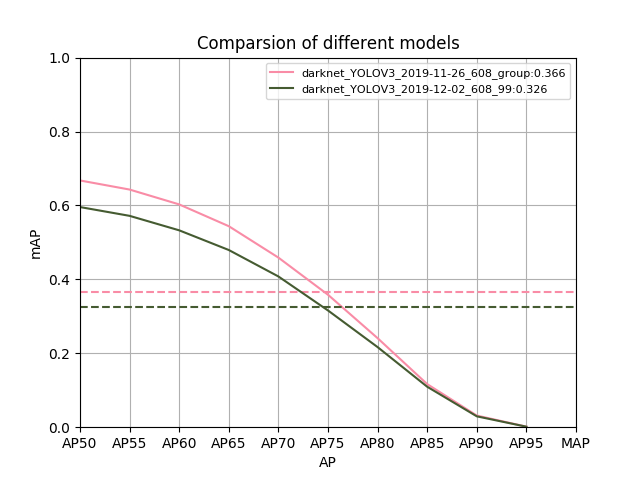 Comparsion of different models
darknet_YOLOV3_2019-11-26_608_group:0.366
darknet_YOLOV3_2019-12-02_608_99:0.326
mAP
1.0
0.8
0.6
0.4
0.2
0.0
AP50 AP55 AP60 AP65 AP70 AP75 AP80 AP85 AP90 AP95 MAP
AP